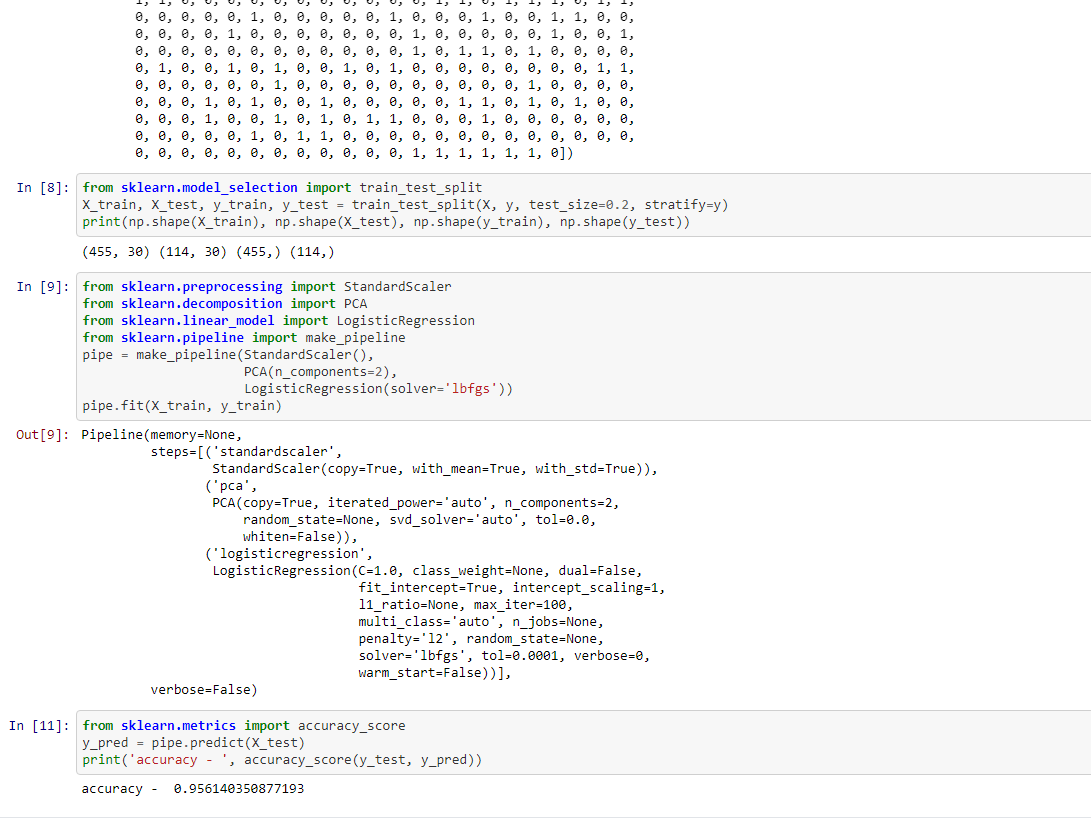 0, 0, 0, 0, 0, 1, 0, 0, 0, 0, 0, 1, 0, 0, 0, 1, 0, 0, 1, 1, 0, 0,
0, 0, 0, 0, 1, 0, 0, 0, 0, 0, 0, 0, 1, 0, 0, 0, 0, 0, 1, 0, 0, 1,
0, 0, 0, 0, 0, 0, 0, 0, 0, 0, 0, 0, 1, 0, 1, 1, 0, 1, 0, 0, 0, 0,
0, 1, 0, 0, 1, 0, 1, 0, 0, 1, 0, 1, 0, 0, 0, 0, 0, 0, 0, 0, 1, 1,
0, 0, 0, 0, 0, 0, 1, 0, 0, 0, 0, 0, 0, 0, 0, 0, 0, 1, 0, 0, 0, 0,
0, 0, 0, 1, 0, 1, 0, 0, 1, 0, 0, 0, 0, 0, 1, 1, 0, 1, 0, 1, 0, 0,
0, 0, 0, 1, 0, 0, 1, 0, 1, 0, 1, 1, 0, 0, 0, 1, 0, 0, 0, 0, 0, 0,
0, 0, 0, 0, 0, 1, 0, 1, 1, 0, 0, 0, 0, 0, 0, 0, 0, 0, 0, 0, 0, 0,
0, 0, 0, 0, 0, 0, 0, 0, 0, 0, 0, 0, 1, 1, 1, 1, 1, 1, 0])
In [8]: from sklearn.model_selection import train_test_split
X_train, X_test, y_train, y_test = train_test_split(X, y, test_size=0.2, stratify=y)
print(np.shape(X_train), np.shape(X_test), np.shape(y_train), np.shape(y_test))
(455, 30) (114, 30) (455,) (114,)
In [9]: from sklearn.preprocessing import StandardScaler
from sklearn.decomposition import PCA
from sklearn.linear_model import LogisticRegression
from sklearn.pipeline import make_pipeline
pipe = make_pipeline(StandardScaler(),
PCA(n_components=2),
LogisticRegression(solver='lbfgs'))
pipe.fit(X_train, y_train)
Out[9]: Pipeline(memory=None,
steps=[('standardscaler',
StandardScaler(copy=True, with_mean=True, with_std=True)),
('pca',
PCA(copy=True, iterated_power='auto', n_components=2,
random_state=None, svd_solver='auto', tol=0.0,
whiten=False)),
('logisticregression',
LogisticRegression(C=1.0, class_weight=None, dual=False,
fit_intercept=True, intercept_scaling=1,
l1_ratio=None, max_iter=100,
multi_class='auto', n_jobs=None,
penalty='l2', random_state=None,
solver='lbfgs', tol=0.0001, verbose=0,
warm_start=False))],
verbose=False)
In [11]: from sklearn.metrics import accuracy_score
y_pred = pipe.predict(X_test)
print('accuracy - ', accuracy_score(y_test, y_pred))
accuracy -  0.956140350877193